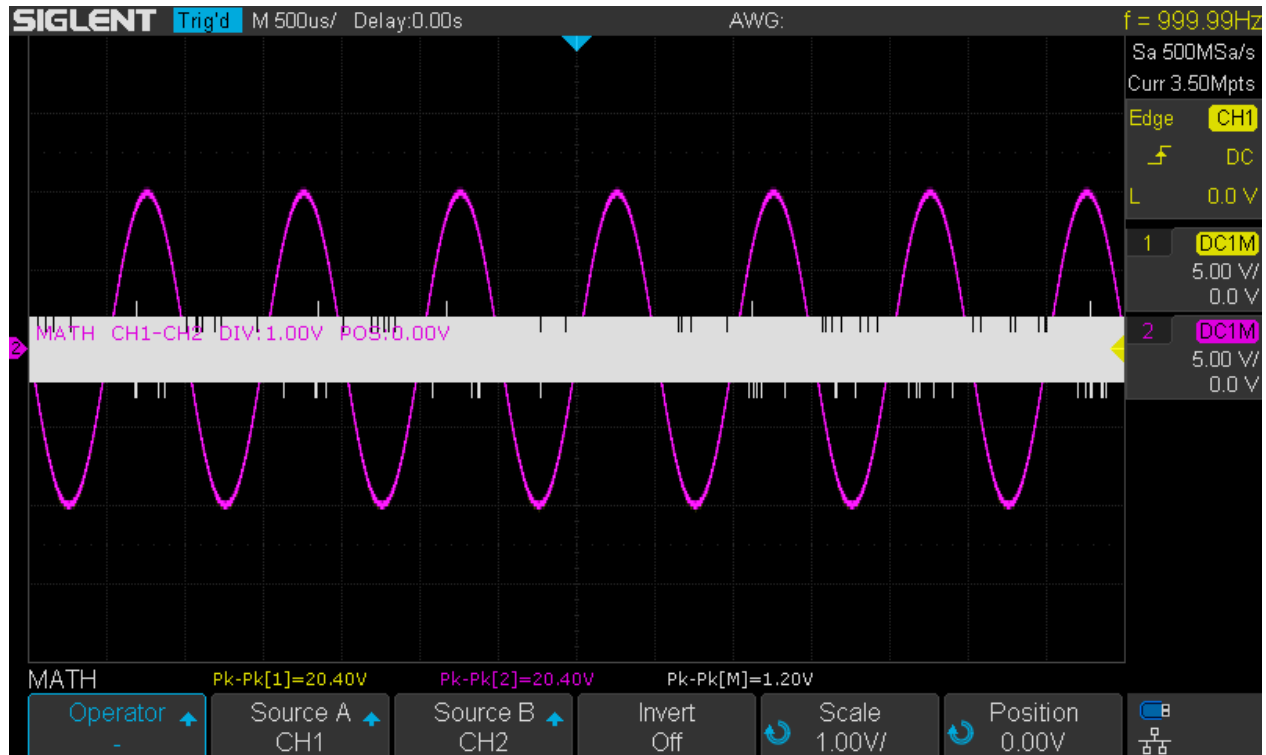 SIGLENT Trig'd M 500us/ Delay:0.00s AWG: f = 999.99Hz
Sa 500MSa/s
Curr 3.50Mpts
Edge CH1
DC
L 0.0 V
1 DC1M
5.00 V/
0.0 V
2 DC1M
5.00 V/
0.0 V
MATH CH1-CH2 DIV:1.00V POS:0.00V
2
MATH Pk-Pk[1]=20.40V Pk-Pk[2]=20.40V Pk-Pk[M]=1.20V
Operator Source A Source B Invert Scale Position
- CH1 CH2 Off 1.00V/ 0.00V